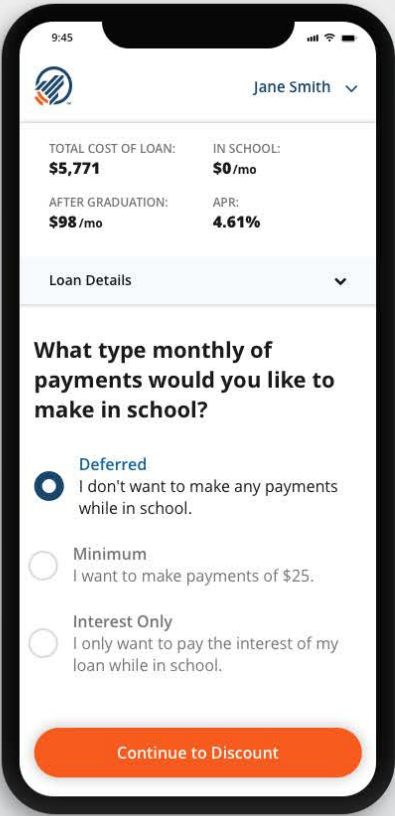 9:45
Jane Smith
TOTAL COST OF LOAN:
$5,771
IN SCHOOL:
$0/mo
AFTER GRADUATION:
$98/mo
APR:
4.61%
Loan Details
What type monthly of
payments would you like to
make in school?
Deferred
I don't want to make any payments
while in school.
Minimum
I want to make payments of $25.
Interest Only
I only want to pay the interest of my
loan while in school.
Continue to Discount